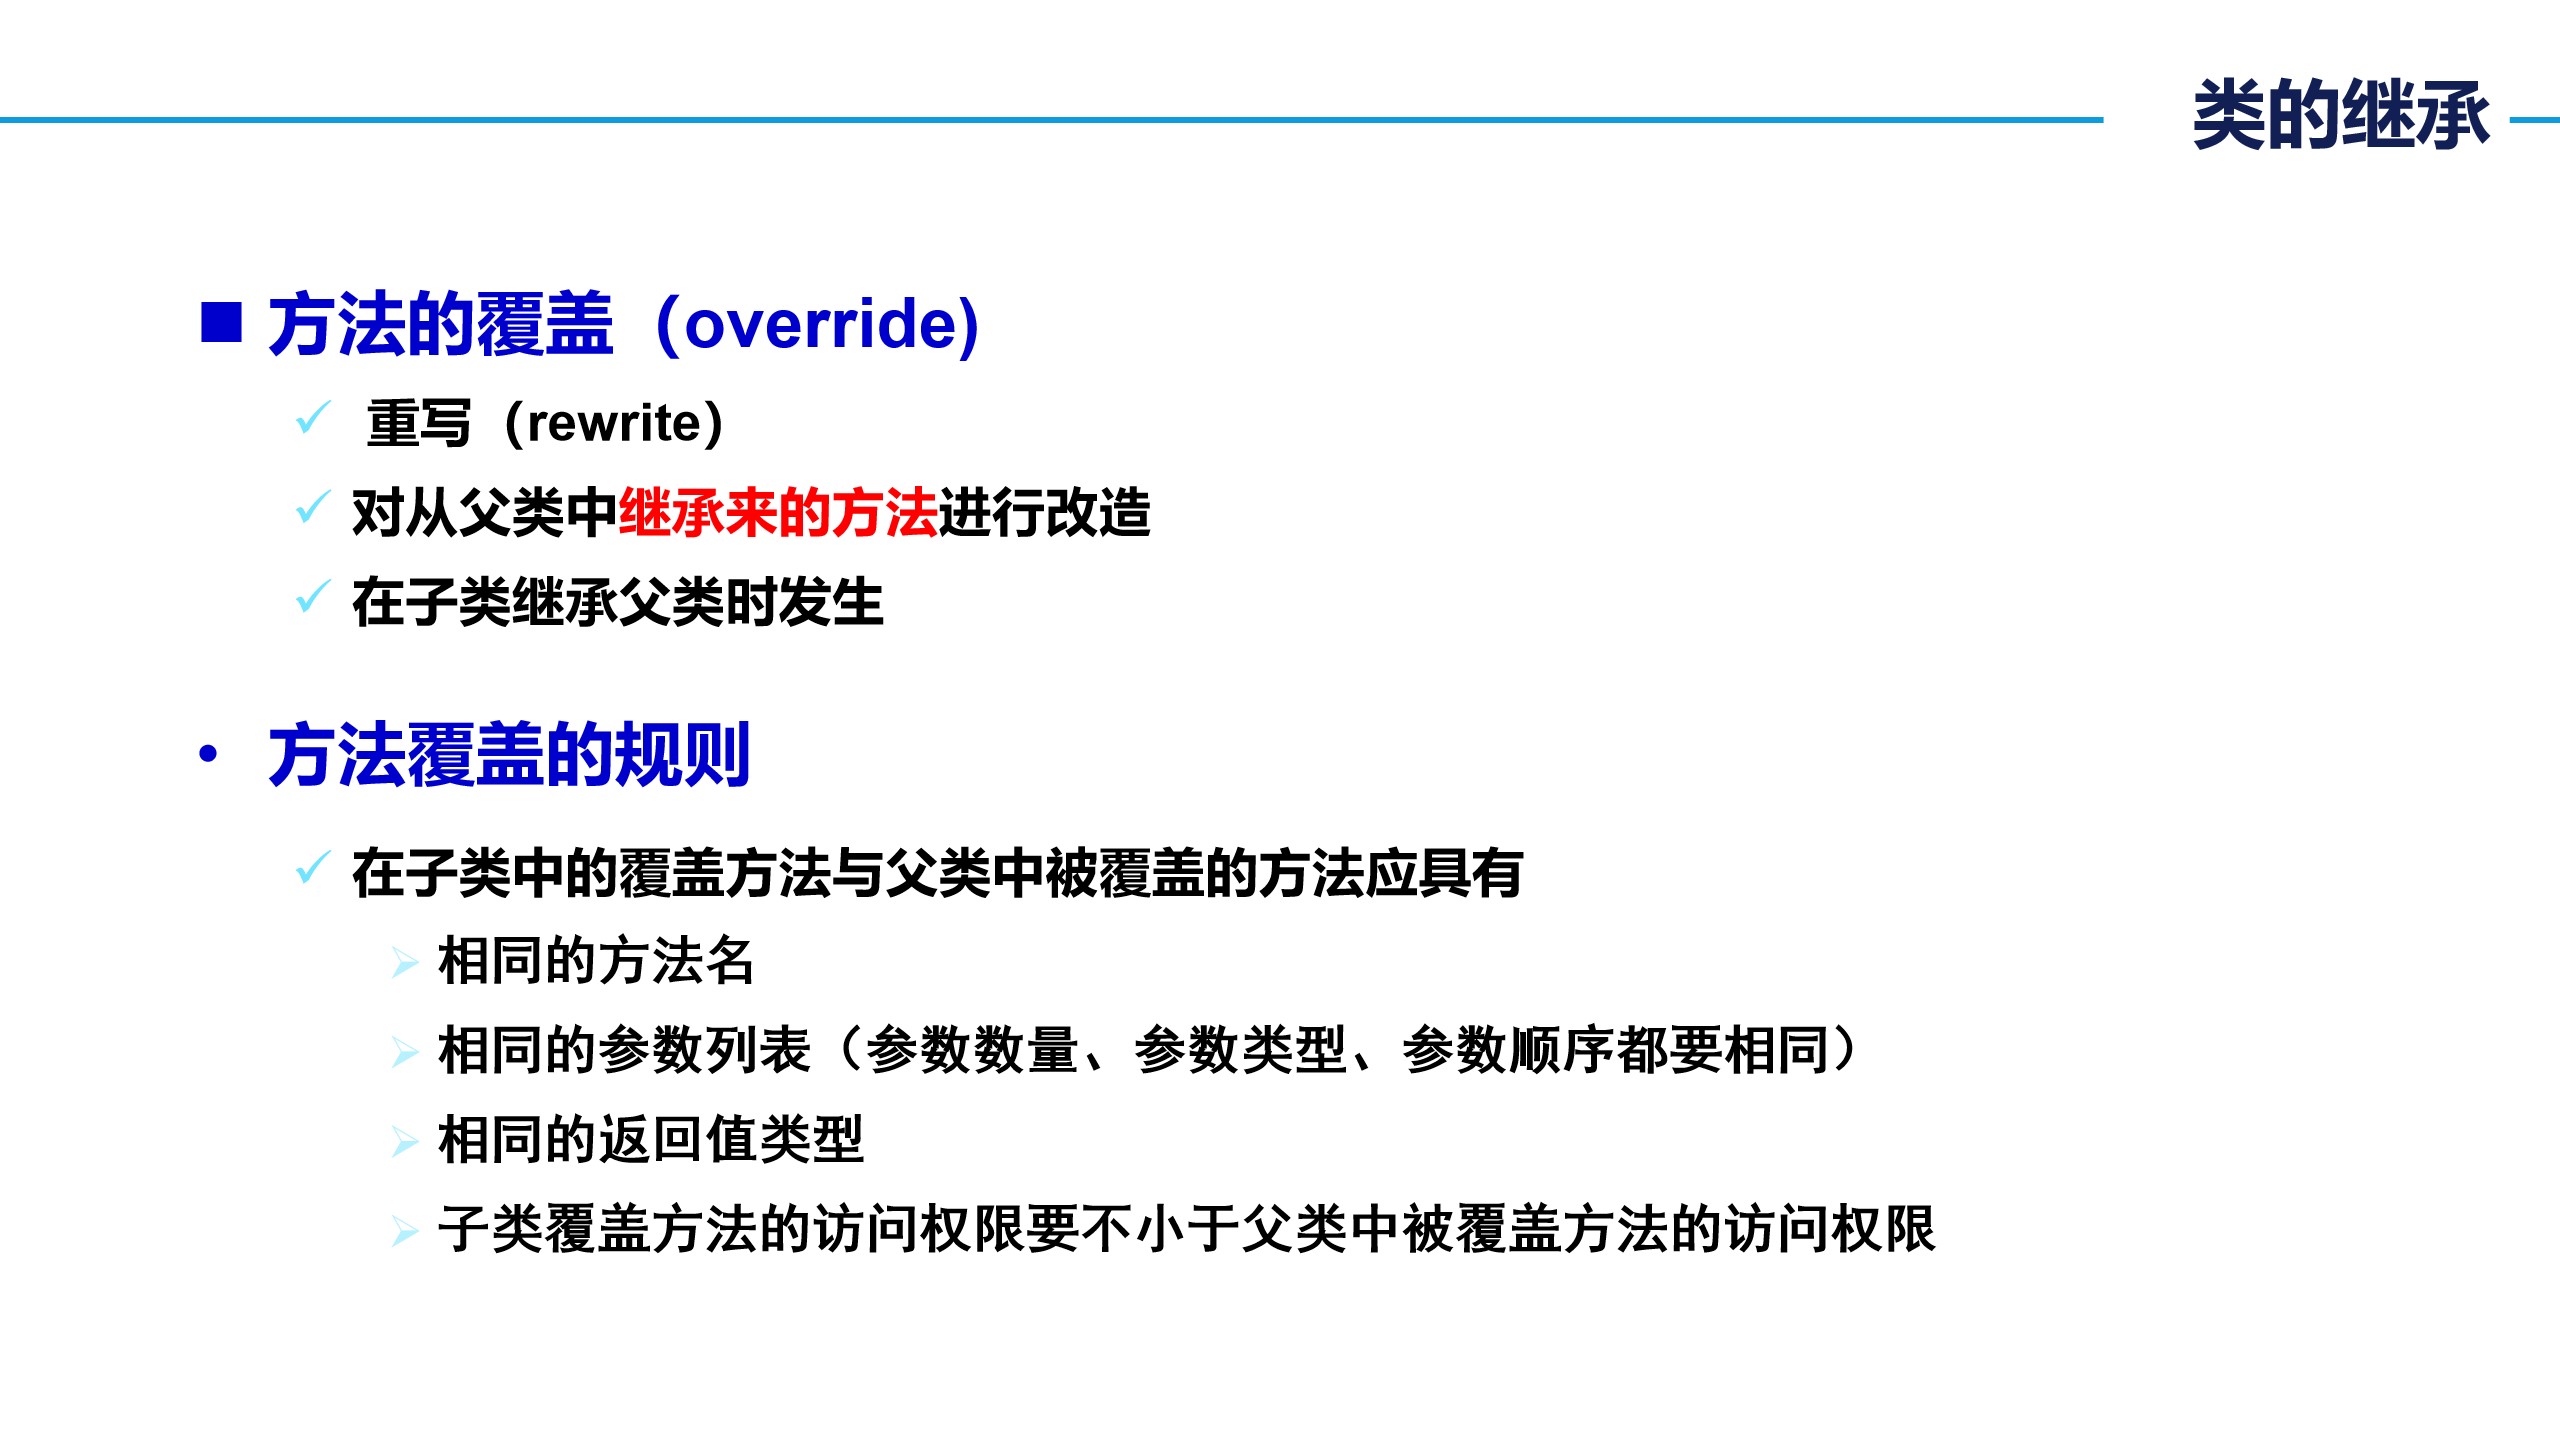 类的继承
方法的覆盖（override)
重写（rewrite）
对从父类中继承来的方法进行改造
在子类继承父类时发生
方法覆盖的规则
在子类中的覆盖方法与父类中被覆盖的方法应具有
相同的方法名
相同的参数列表（参数数量、参数类型、参数顺序都要相同）
相同的返回值类型
子类覆盖方法的访问权限要不小于父类中被覆盖方法的访问权限